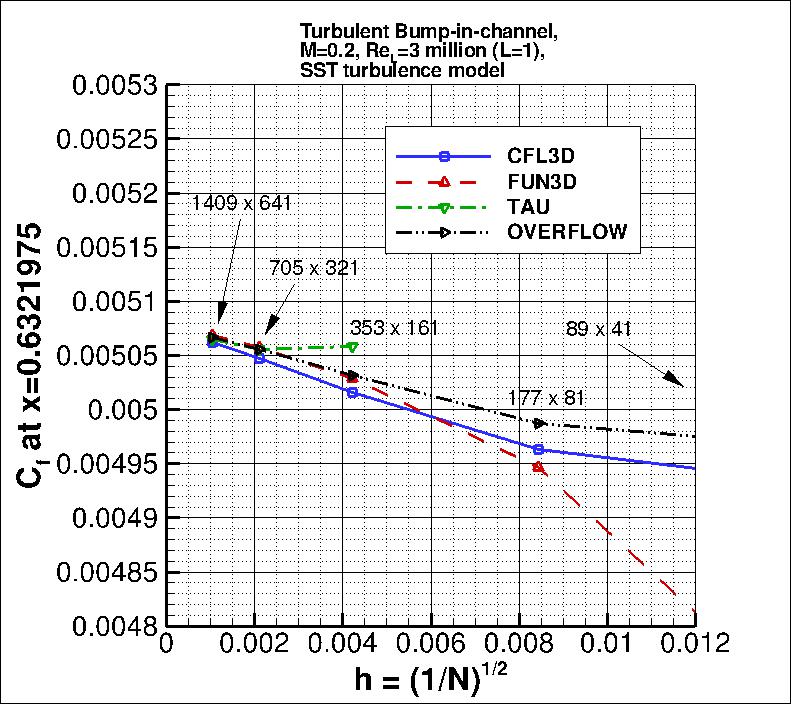 Turbulent Bump-in-channel,
M=0.2, Re_L=3 million (L=1),
SST turbulence model
0.0053
0.00525
0.0052
0.00515
0.0051
0.00505
0.005
0.00495
0.0049
0.00485
0.0048
C_f at x=0.6321975
CFL3D
FUN3D
TAU
OVERFLOW
1409 x 641
705 x 321
353 x 161
89 x 41
177 x 81
0 0.002 0.004 0.006 0.008 0.01 0.012
h = (1/N)^1/2